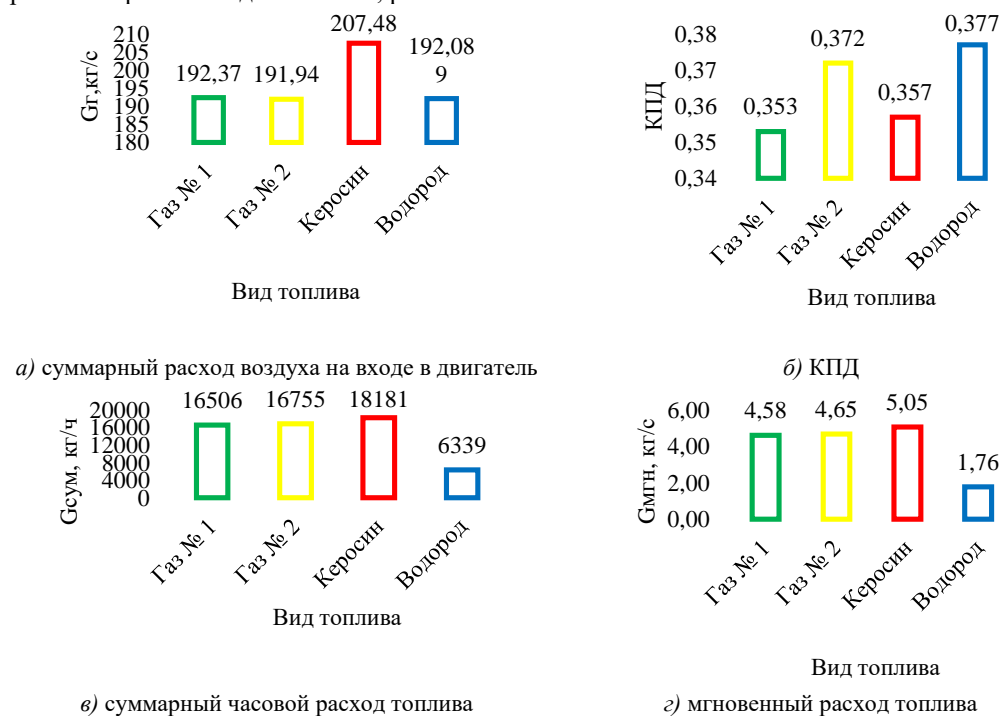 210
205
200
195
190
185
180
Gг,кг/с
192,37
191,94
207,48
192,08
9
Газ № 1
Газ № 2
Керосин
Водород
Вид топлива
0,38
0,37
0,36
0,35
0,34
КПД
0,353
0,372
0,357
0,377
Газ № 1
Газ № 2
Керосин
Водород
Вид топлива
а) суммарный расход воздуха на входе в двигатель
б) КПД
20000
16000
12000
8000
4000
0
Gсум, кг/ч
16506
16755
18181
6339
Газ № 1
Газ № 2
Керосин
Водород
Вид топлива
6,00
4,00
2,00
0,00
Gмгн, кг/с
4,58
4,65
5,05
1,76
Газ № 1
Газ № 2
Керосин
Водород
Вид топлива
в) суммарный часовой расход топлива
г) мгновенный расход топлива